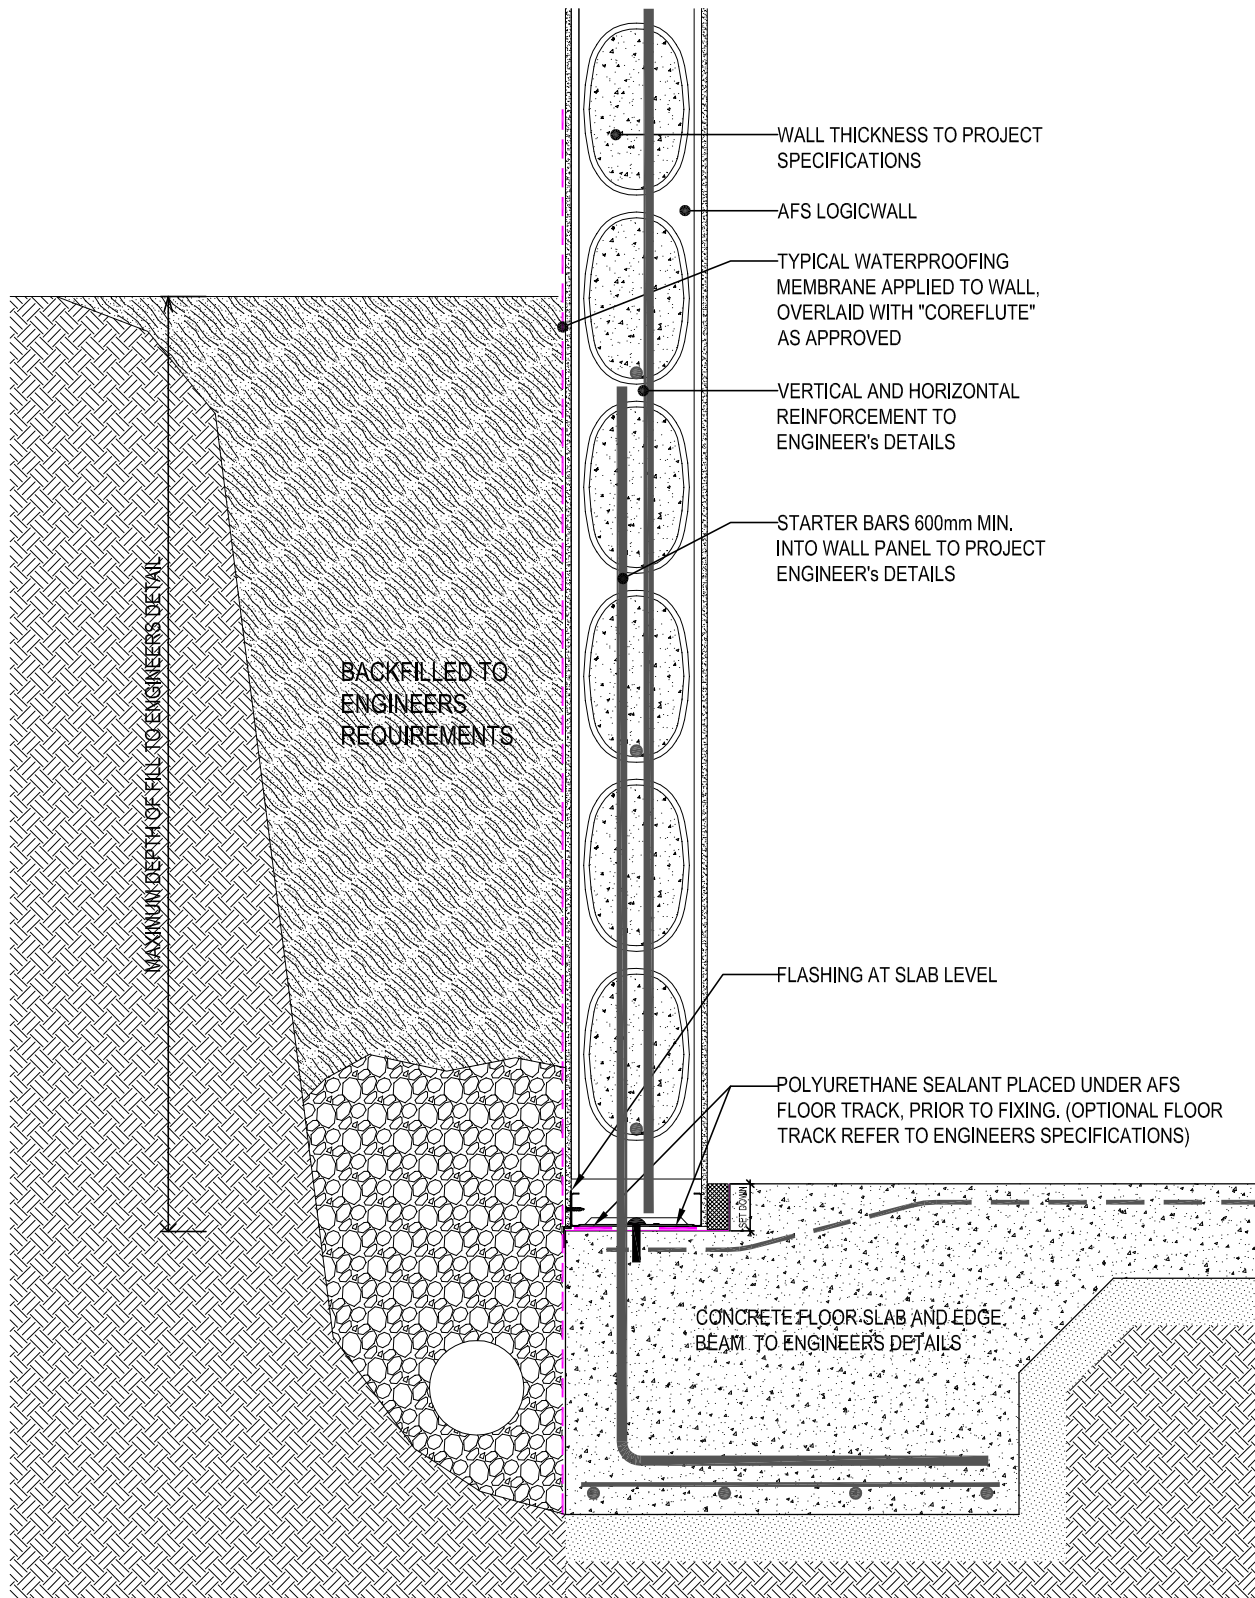 WALL THICKNESS TO PROJECT
SPECIFICATIONS
AFS LOGICWALL
TYPICAL WATERPROOFING
MEMBRANE APPLIED TO WALL,
OVERLAID WITH "COREFLUTE"
AS APPROVED
VERTICAL AND HORIZONTAL
REINFORCEMENT TO
ENGINEER's DETAILS
STARTER BARS 600mm MIN.
INTO WALL PANEL TO PROJECT
ENGINEER's DETAILS
MAXIMUM DEPTH OF FILL TO ENGINEERS DETAIL
BACKFILLED TO
ENGINEERS
REQUIREMENTS
FLASHING AT SLAB LEVEL
POLYURETHANE SEALANT PLACED UNDER AFS
FLOOR TRACK, PRIOR TO FIXING. (OPTIONAL FLOOR
TRACK REFER TO ENGINEERS SPECIFICATIONS)
SET DOWN
CONCRETE FLOOR SLAB AND EDGE
BEAM TO ENGINEERS DETAILS